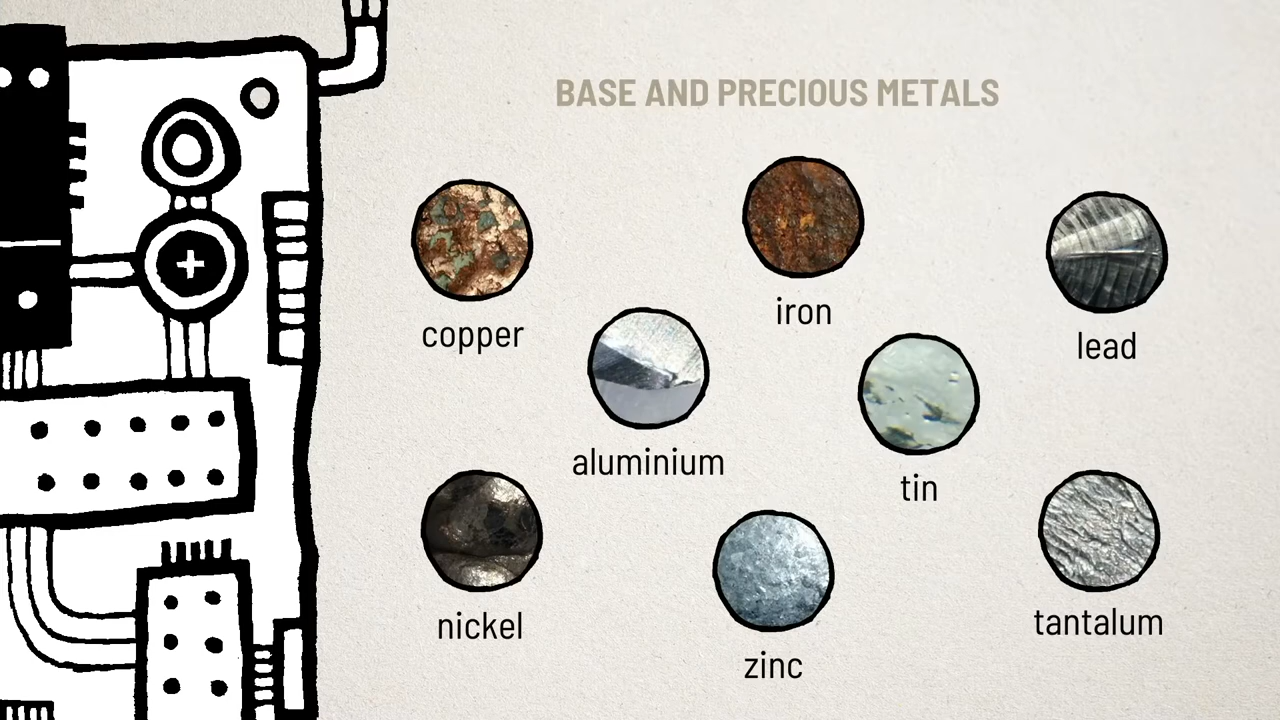 BASE AND PRECIOUS METALS
copper
iron
lead
aluminium
tin
nickel
zinc
tantalum